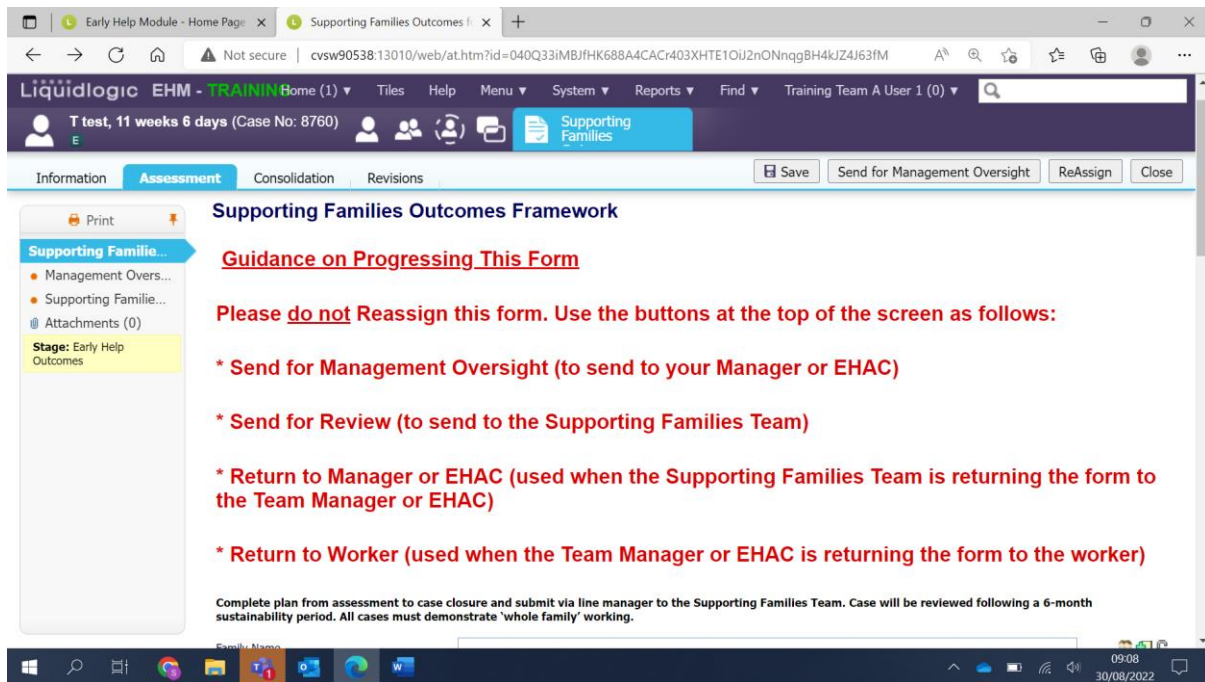 Early Help Module - Home Page
Supporting Families Outcomes f
Not secure | cvsw90538:13010/web/at.htm?id=040Q33iMBJfHK688A4CACr403XHTE1OiJ2nONnqgBH4kJZ4J63fM
Liquidlogic EHM - TRAINING Home (1) Tiles Help Menu System Reports Find Training Team A User 1 (0)
T test, 11 weeks 6 days (Case No: 8760)
E
Supporting
Families
Information Assessment Consolidation Revisions Save Send for Management Oversight ReAssign Close
Print
Supporting Familie...
Management Overs...
Supporting Familie...
Attachments (0)
Stage: Early Help
Outcomes
Supporting Families Outcomes Framework
Guidance on Progressing This Form
Please do not Reassign this form. Use the buttons at the top of the screen as follows:
* Send for Management Oversight (to send to your Manager or EHAC)
* Send for Review (to send to the Supporting Families Team)
* Return to Manager or EHAC (used when the Supporting Families Team is returning the form to
the Team Manager or EHAC)
* Return to Worker (used when the Team Manager or EHAC is returning the form to the worker)
Complete plan from assessment to case closure and submit via line manager to the Supporting Families Team. Case will be reviewed following a 6-month
sustainability period. All cases must demonstrate 'whole family' working.
Family Name
09:08
30/08/2022